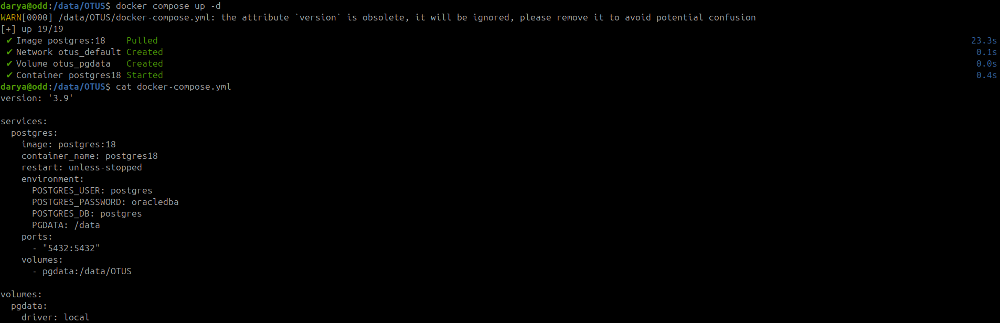 darya@odd:/data/OTUS$ docker compose up -d
WARN[0000] /data/OTUS/docker-compose.yml: the attribute `version` is obsolete, it will be ignored, please remove it to avoid potential confusion
[+] up 19/19
✔ Image postgres:18 Pulled 23.3s
✔ Network otus_default Created 0.1s
✔ Volume otus_pgdata Created 0.0s
✔ Container postgres18 Started 0.4s
darya@odd:/data/OTUS$ cat docker-compose.yml
version: '3.9'

services:
  postgres:
    image: postgres:18
    container_name: postgres18
    restart: unless-stopped
    environment:
      POSTGRES_USER: postgres
      POSTGRES_PASSWORD: oracledba
      POSTGRES_DB: postgres
      PGDATA: /data
    ports:
      - "5432:5432"
    volumes:
      - pgdata:/data/OTUS

volumes:
  pgdata:
    driver: local